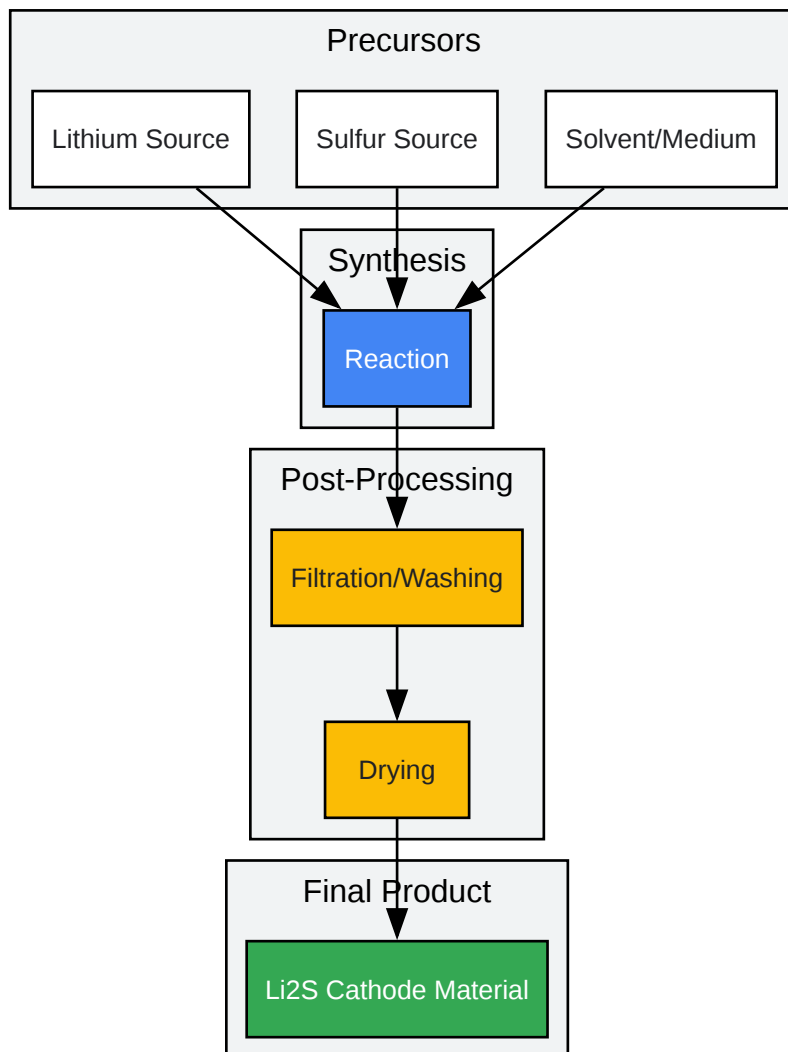 Precursors
Lithium Source
Sulfur Source
Solvent/Medium
Synthesis
Reaction
Post-Processing
Filtration/Washing
Drying
Final Product
Li2S Cathode Material